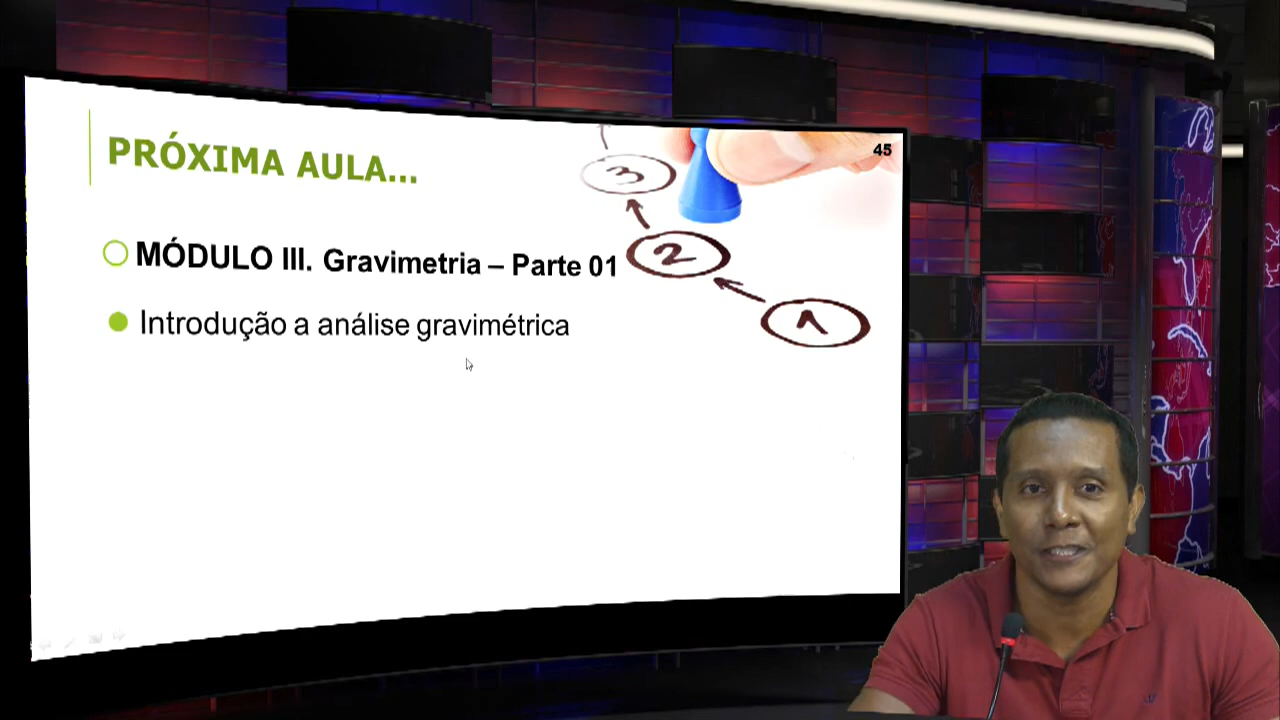 PRÓXIMA AULA...
45
MÓDULO III. Gravimetria – Parte 01
Introdução a análise gravimétrica
3
2
1